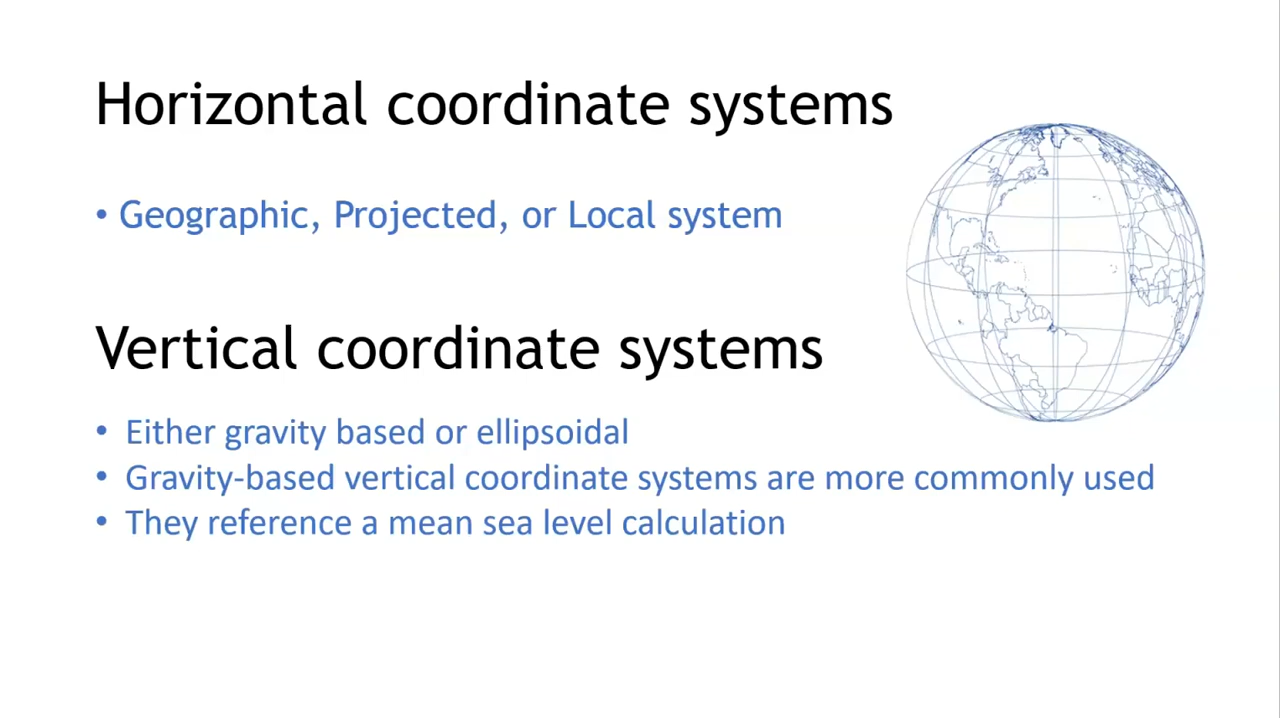 Horizontal coordinate systems
• Geographic, Projected, or Local system
Vertical coordinate systems
• Either gravity based or ellipsoidal
• Gravity-based vertical coordinate systems are more commonly used
• They reference a mean sea level calculation